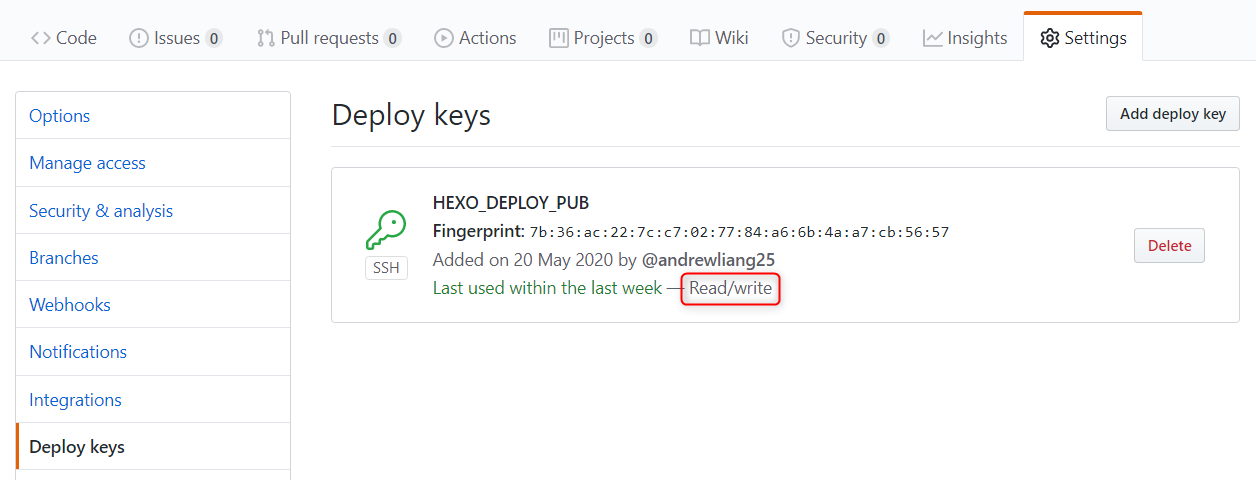 Code Issues 0 Pull requests 0 Actions Projects 0 Wiki Security 0 Insights Settings
Options
Manage access
Security & analysis
Branches
Webhooks
Notifications
Integrations
Deploy keys
Deploy keys
Add deploy key
HEXO_DEPLOY_PUB
Fingerprint: 7b:36:ac:22:7c:c7:02:77:84:a6:6b:4a:a7:cb:56:57
SSH
Added on 20 May 2020 by @andrewliang25
Last used within the last week — Read/write
Delete